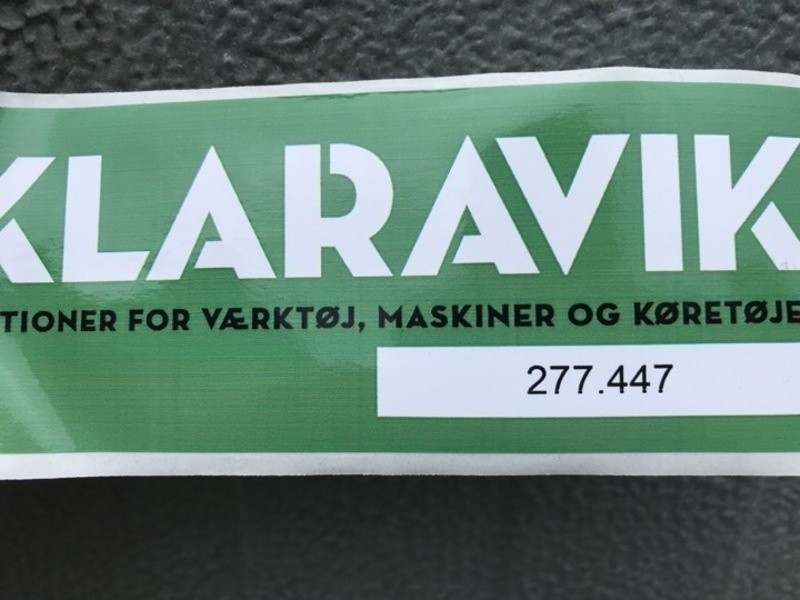 KLARAVIK
TIONER FOR VÆRKTØJ, MASKINER OG KØRETØJE
277.447